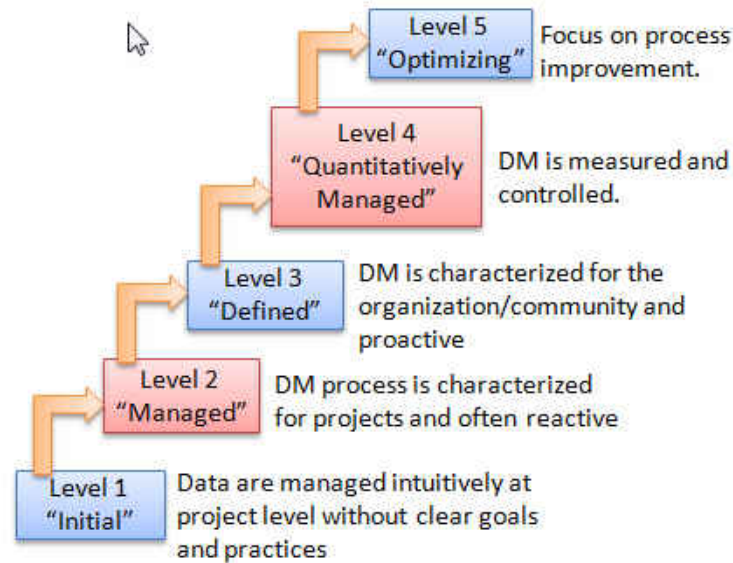 Level 5
“Optimizing”
Focus on process
improvement.
Level 4
“Quantitatively
Managed”
DM is measured and
controlled.
Level 3
“Defined”
DM is characterized for the
organization/community and
proactive
Level 2
“Managed”
DM process is characterized
for projects and often reactive
Level 1
“Initial”
Data are managed intuitively at
project level without clear goals
and practices